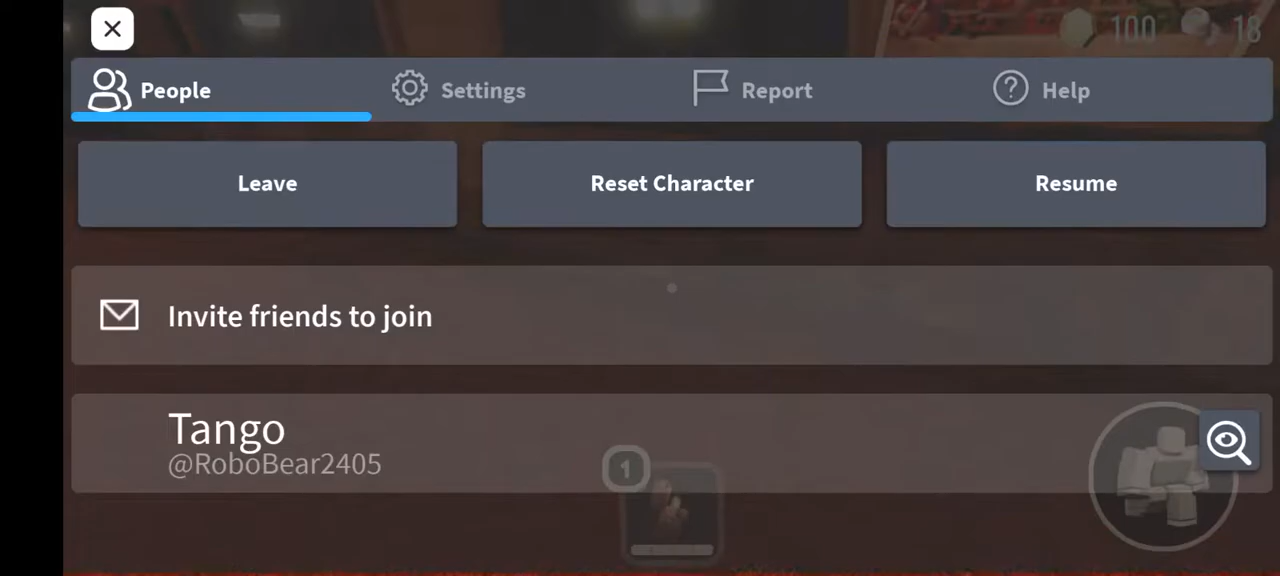 100 18
People Settings Report Help
Leave Reset Character Resume
Invite friends to join
Tango
@RoboBear2405
1